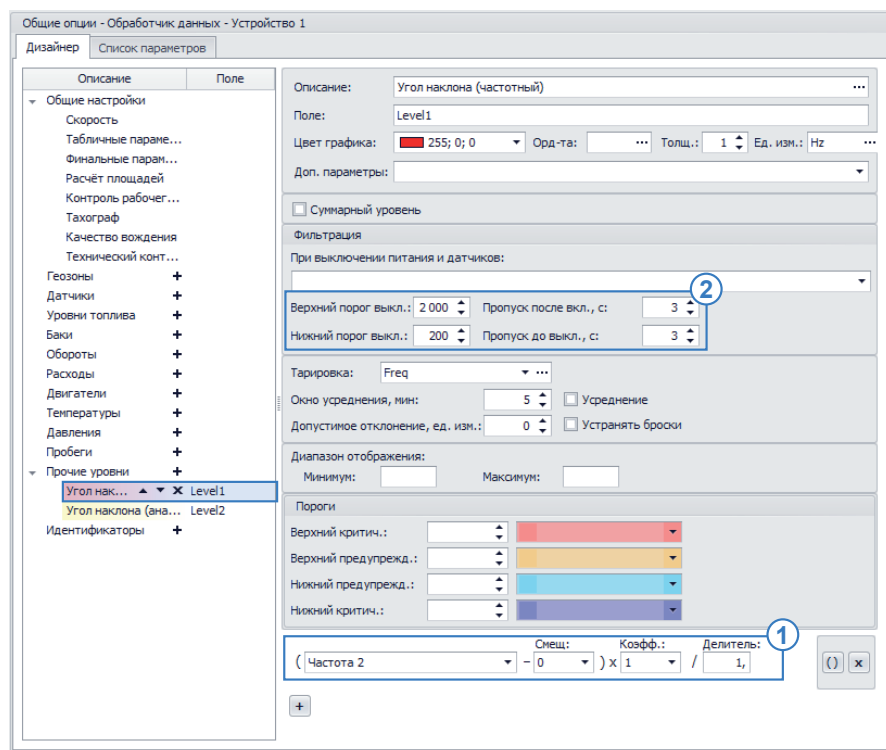 Общие опции - Обработчик данных - Устройство 1
Дизайнер Список параметров
Описание Поле
Общие настройки
Скорость
Табличные параме...
Финальные парам...
Расчёт площадей
Контроль рабочег...
Тахограф
Качество вождения
Технический конт...
Геозоны +
Датчики +
Уровни топлива +
Баки +
Обороты +
Расходы +
Двигатели +
Температуры +
Давления +
Пробеги +
Прочие уровни +
Угол нак... Level1
Угол наклона (ана... Level2
Идентификаторы +
Описание: Угол наклона (частотный) ...
Поле: Level1
Цвет графика: 255; 0; 0 Орд-та: ... Толщ.: 1 Ед. изм.: Hz ...
Доп. параметры:
Суммарный уровень
Фильтрация
При выключении питания и датчиков:
2
Верхний порог выкл.: 2 000 Пропуск после вкл., с: 3
Нижний порог выкл.: 200 Пропуск до выкл., с: 3
Тарировка: Freq ...
Окно усреднения, мин: 5 Усреднение
Допустимое отклонение, ед. изм.: 0 Устранять броски
Диапазон отображения:
Минимум: Максимум:
Пороги
Верхний критич.:
Верхний предупрежд.:
Нижний предупрежд.:
Нижний критич.:
1
Смещ: Коэфф.: Делитель:
( Частота 2 – 0 ) x 1 / 1, () x
+